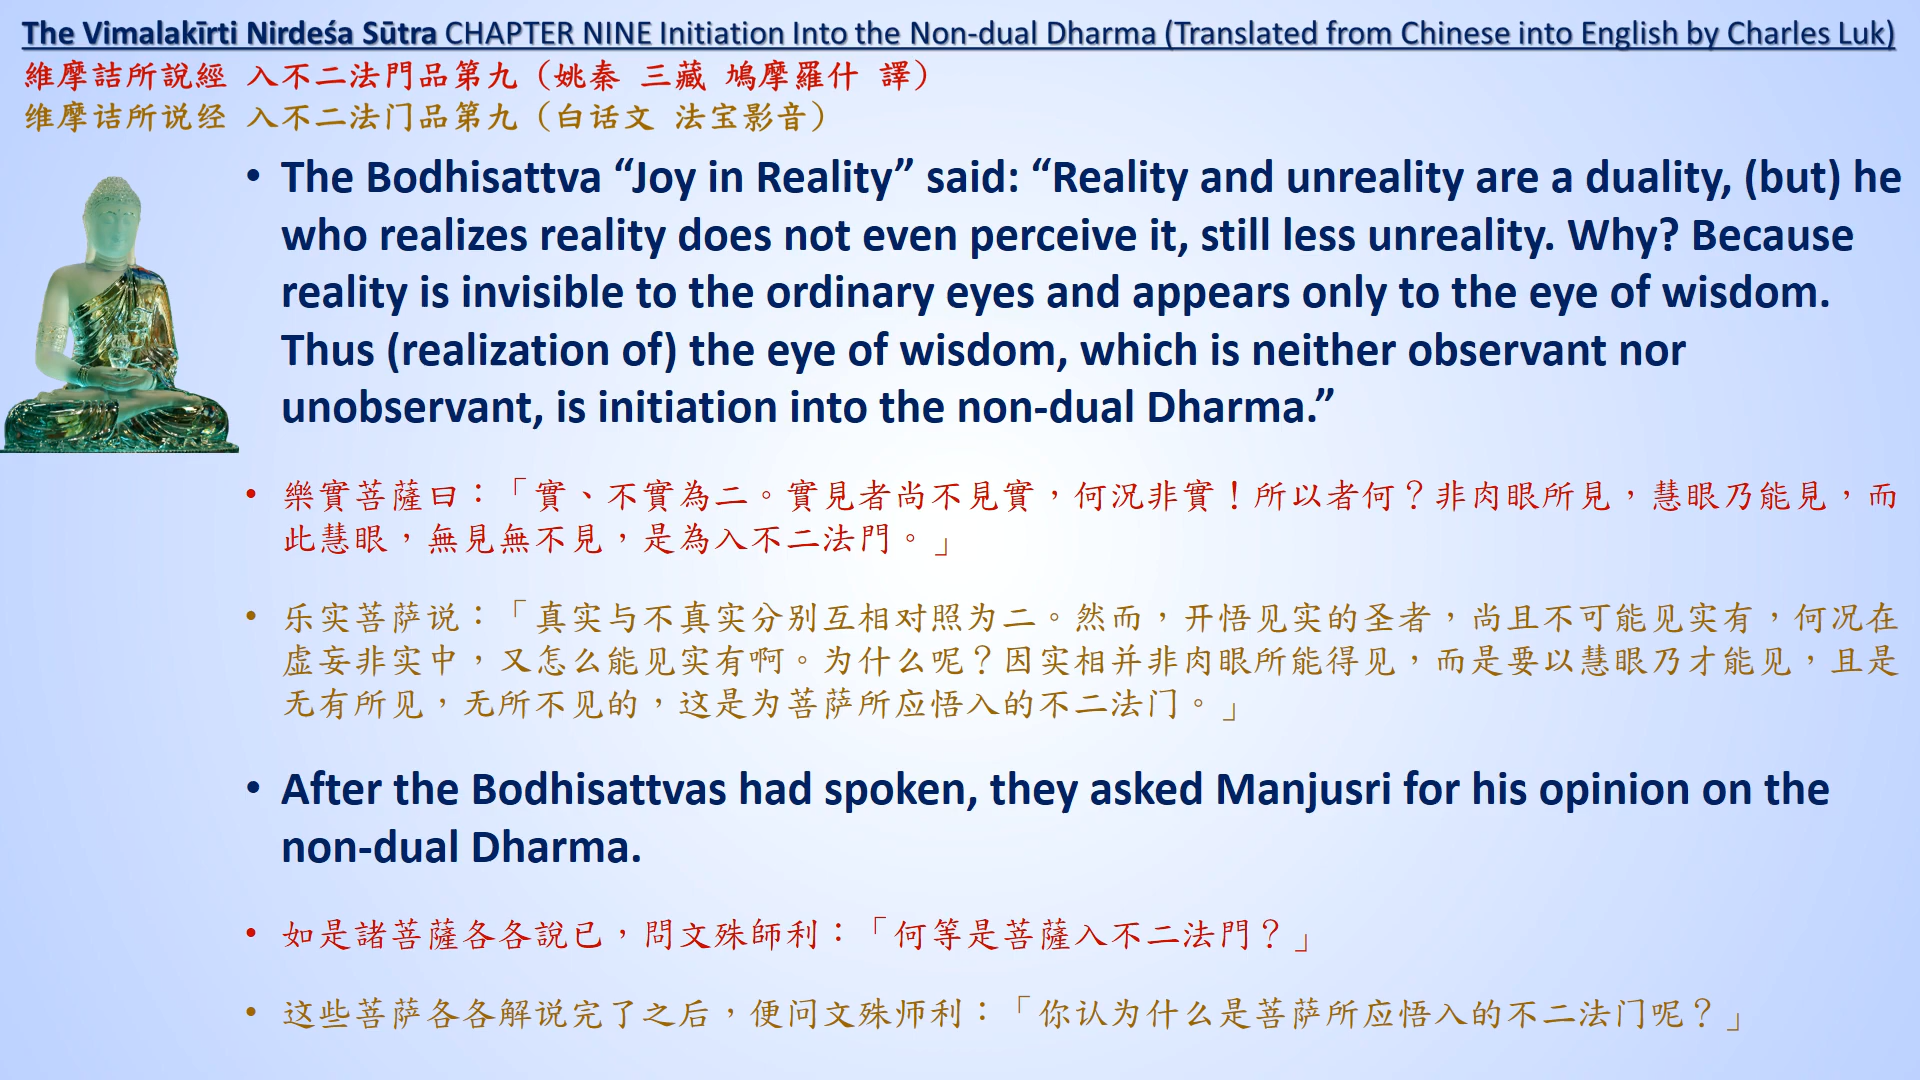 The Vimalakīrti Nirdeśa Sūtra CHAPTER NINE Initiation Into the Non-dual Dharma (Translated from Chinese into English by Charles Luk)
維摩詰所說經 入不二法門品第九（姚秦 三藏 鳩摩羅什 譯）
维摩诘所说经 入不二法门品第九（白话文 法宝影音）
• The Bodhisattva “Joy in Reality” said: “Reality and unreality are a duality, (but) he
who realizes reality does not even perceive it, still less unreality. Why? Because
reality is invisible to the ordinary eyes and appears only to the eye of wisdom.
Thus (realization of) the eye of wisdom, which is neither observant nor
unobservant, is initiation into the non-dual Dharma.”
• 樂實菩薩曰：「實、不實為二。實見者尚不見實，何況非實！所以者何？非肉眼所見，慧眼乃能見，而
此慧眼，無見無不見，是為入不二法門。」
• 乐实菩萨说：「真实与不真实分别互相对照为二。然而，开悟见实的圣者，尚且不可能见实有，何况在
虚妄非实中，又怎么能见实有啊。为什么呢？因实相并非肉眼所能得见，而是要以慧眼乃才能见，且是
无有所见，无所不见的，这是为菩萨所应悟入的不二法门。」
• After the Bodhisattvas had spoken, they asked Manjusri for his opinion on the
non-dual Dharma.
• 如是諸菩薩各各說已，問文殊師利：「何等是菩薩入不二法門？」
• 这些菩萨各各解说完了之后，便问文殊师利：「你认为什么是菩萨所应悟入的不二法门呢？」